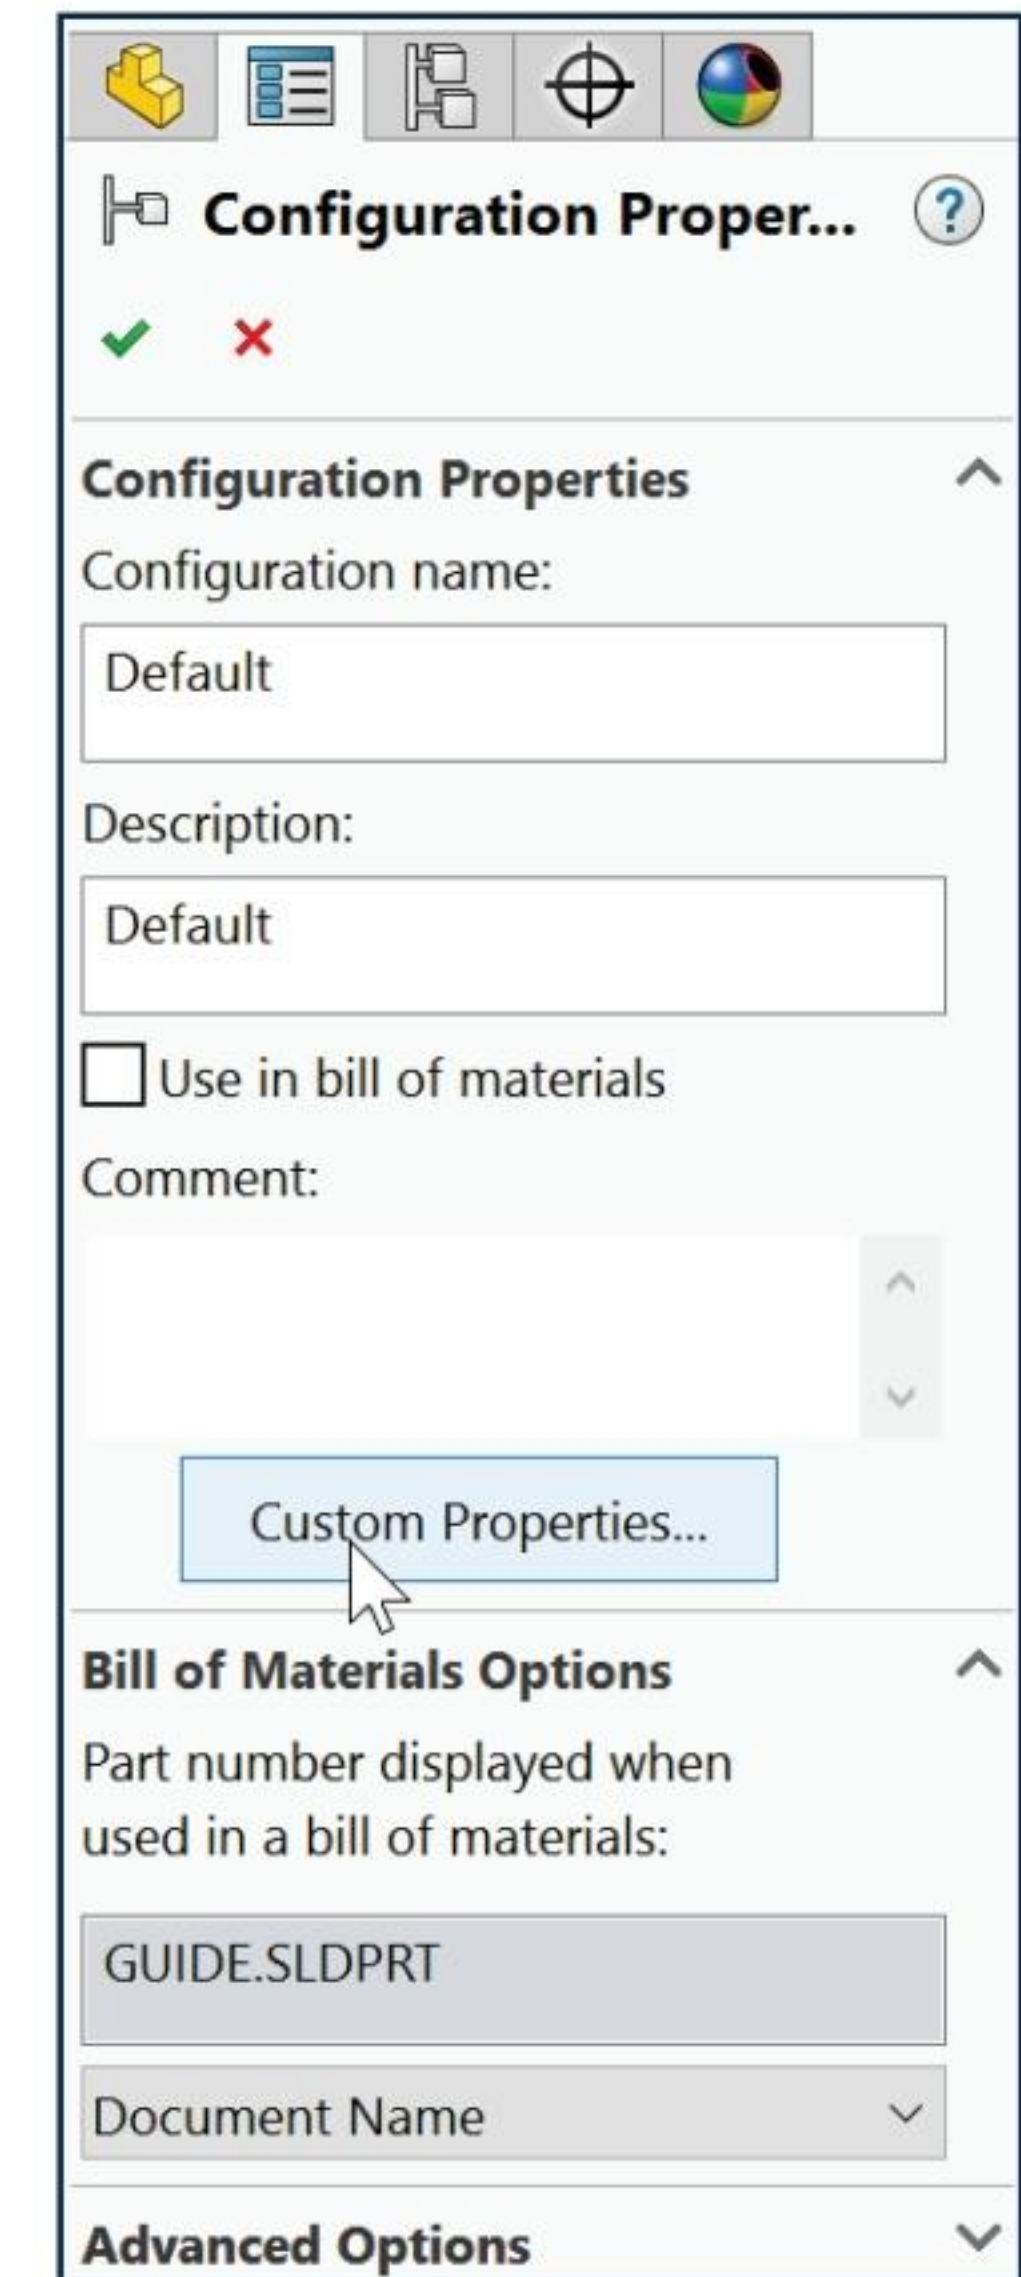 Configuration Proper...
?
Configuration Properties
Configuration name:
Default
Description:
Default
Use in bill of materials
Comment:
Custom Properties...
Bill of Materials Options
Part number displayed when
used in a bill of materials:
GUIDE.SLDPRT
Document Name
Advanced Options